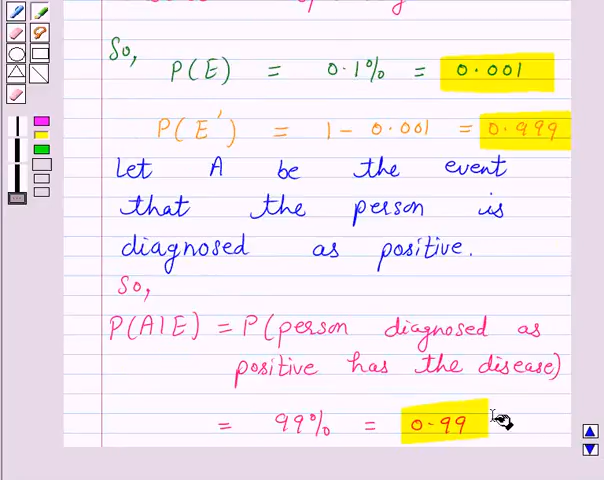 So,
P(E) = 0.1% = 0.001
P(E') = 1 - 0.001 = 0.999
Let A be the event
that the person is
diagnosed as positive.
So,
P(A|E) = P(person diagnosed as
positive has the disease)
= 99% = 0.99